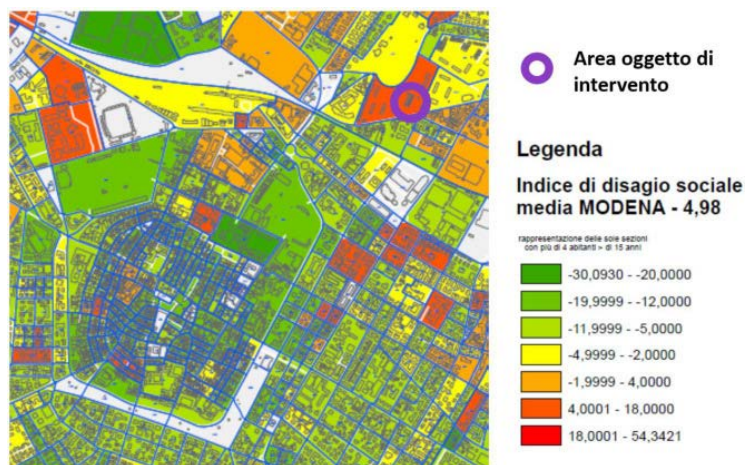 Area oggetto di
intervento
Legenda
Indice di disagio sociale
media MODENA - 4,98
rappresentazione delle sole sezioni
con più di 4 abitanti > di 15 anni
-30,0930 - -20,0000
-19,9999 - -12,0000
-11,9999 - -5,0000
-4,9999 - -2,0000
-1,9999 - 4,0000
4,0001 - 18,0000
18,0001 - 54,3421